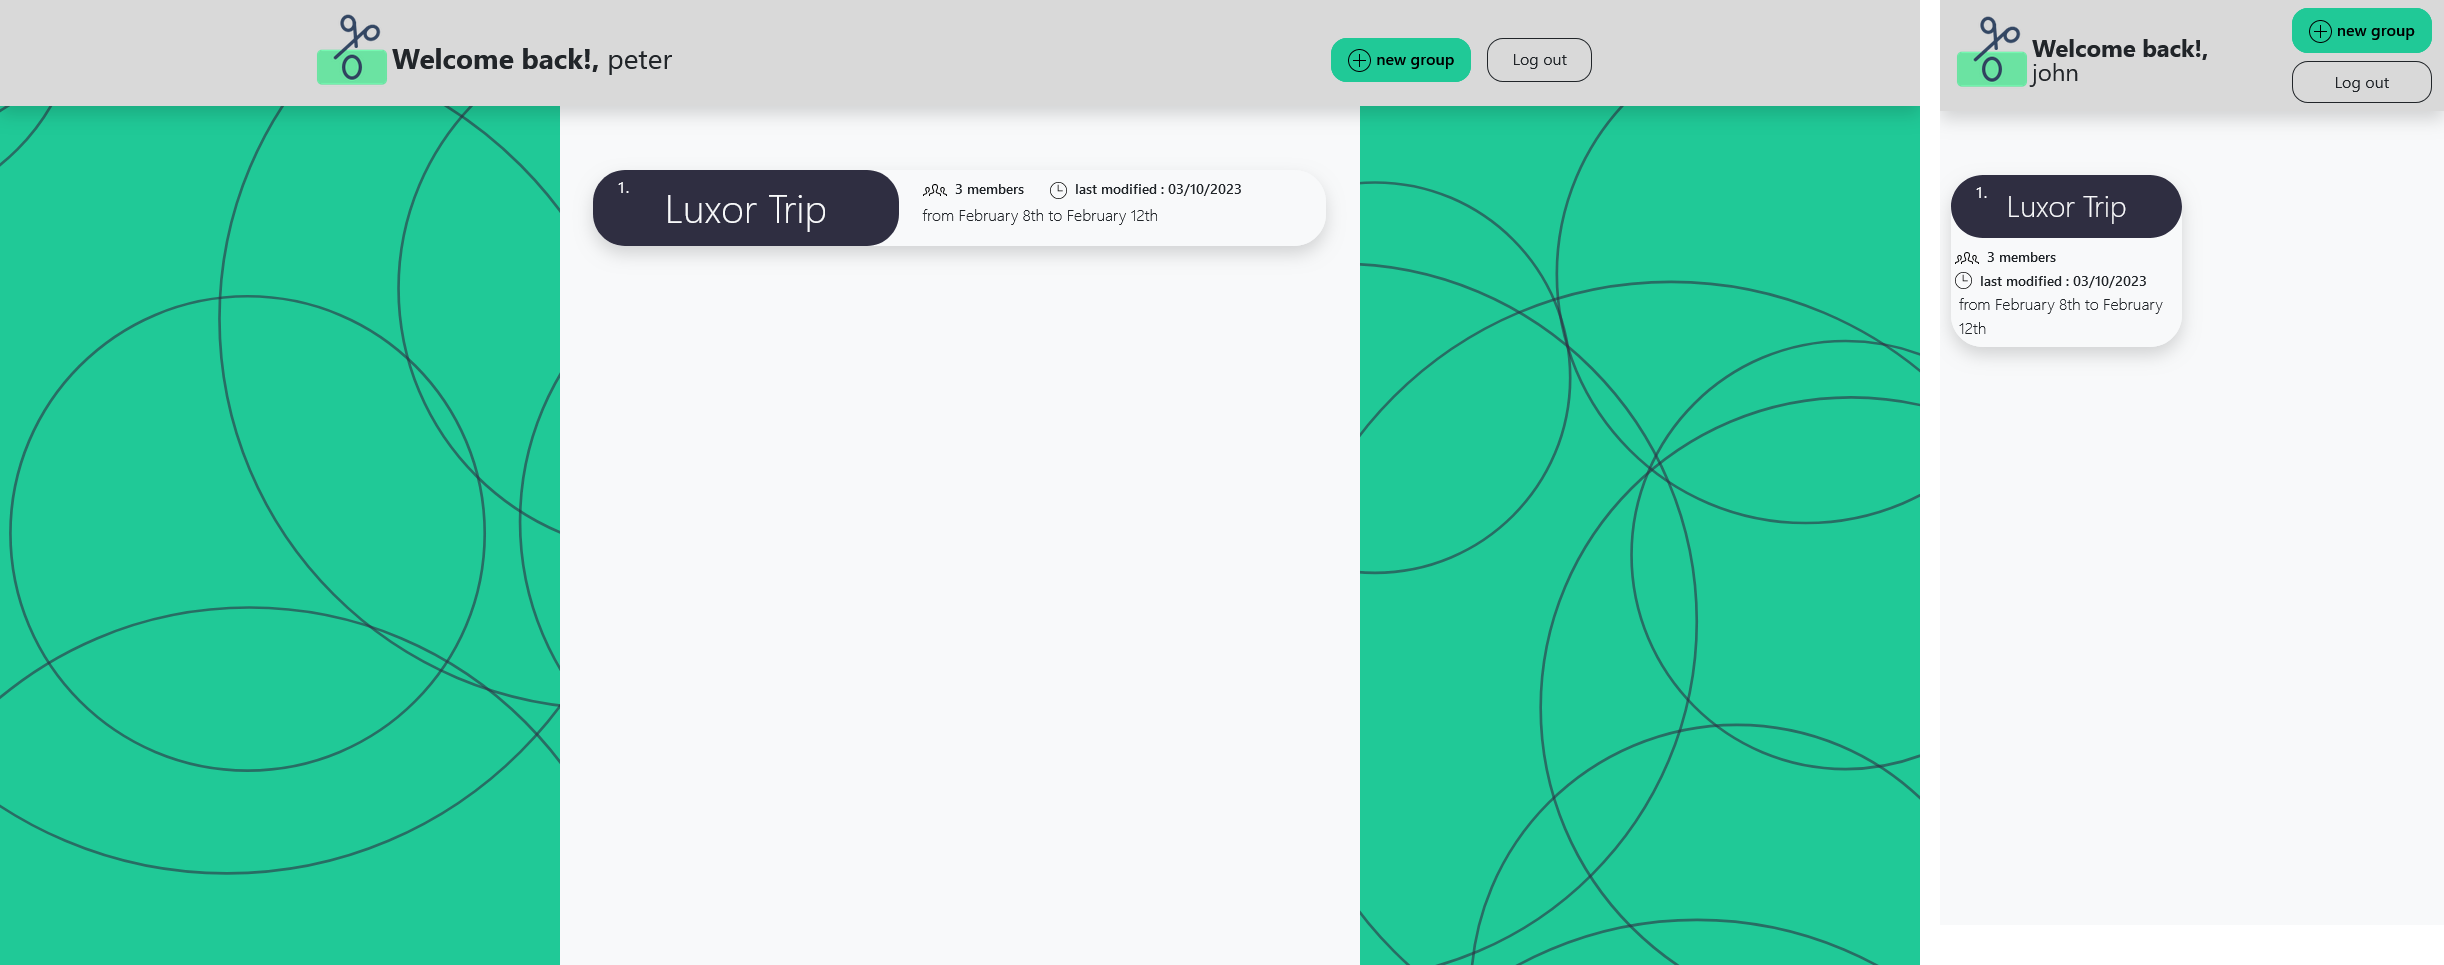 Welcome back!, peter
new group
Log out
1.
Luxor Trip
3 members
last modified : 03/10/2023
from February 8th to February 12th
Welcome back!,
john
new group
Log out
1.
Luxor Trip
3 members
last modified : 03/10/2023
from February 8th to February
12th